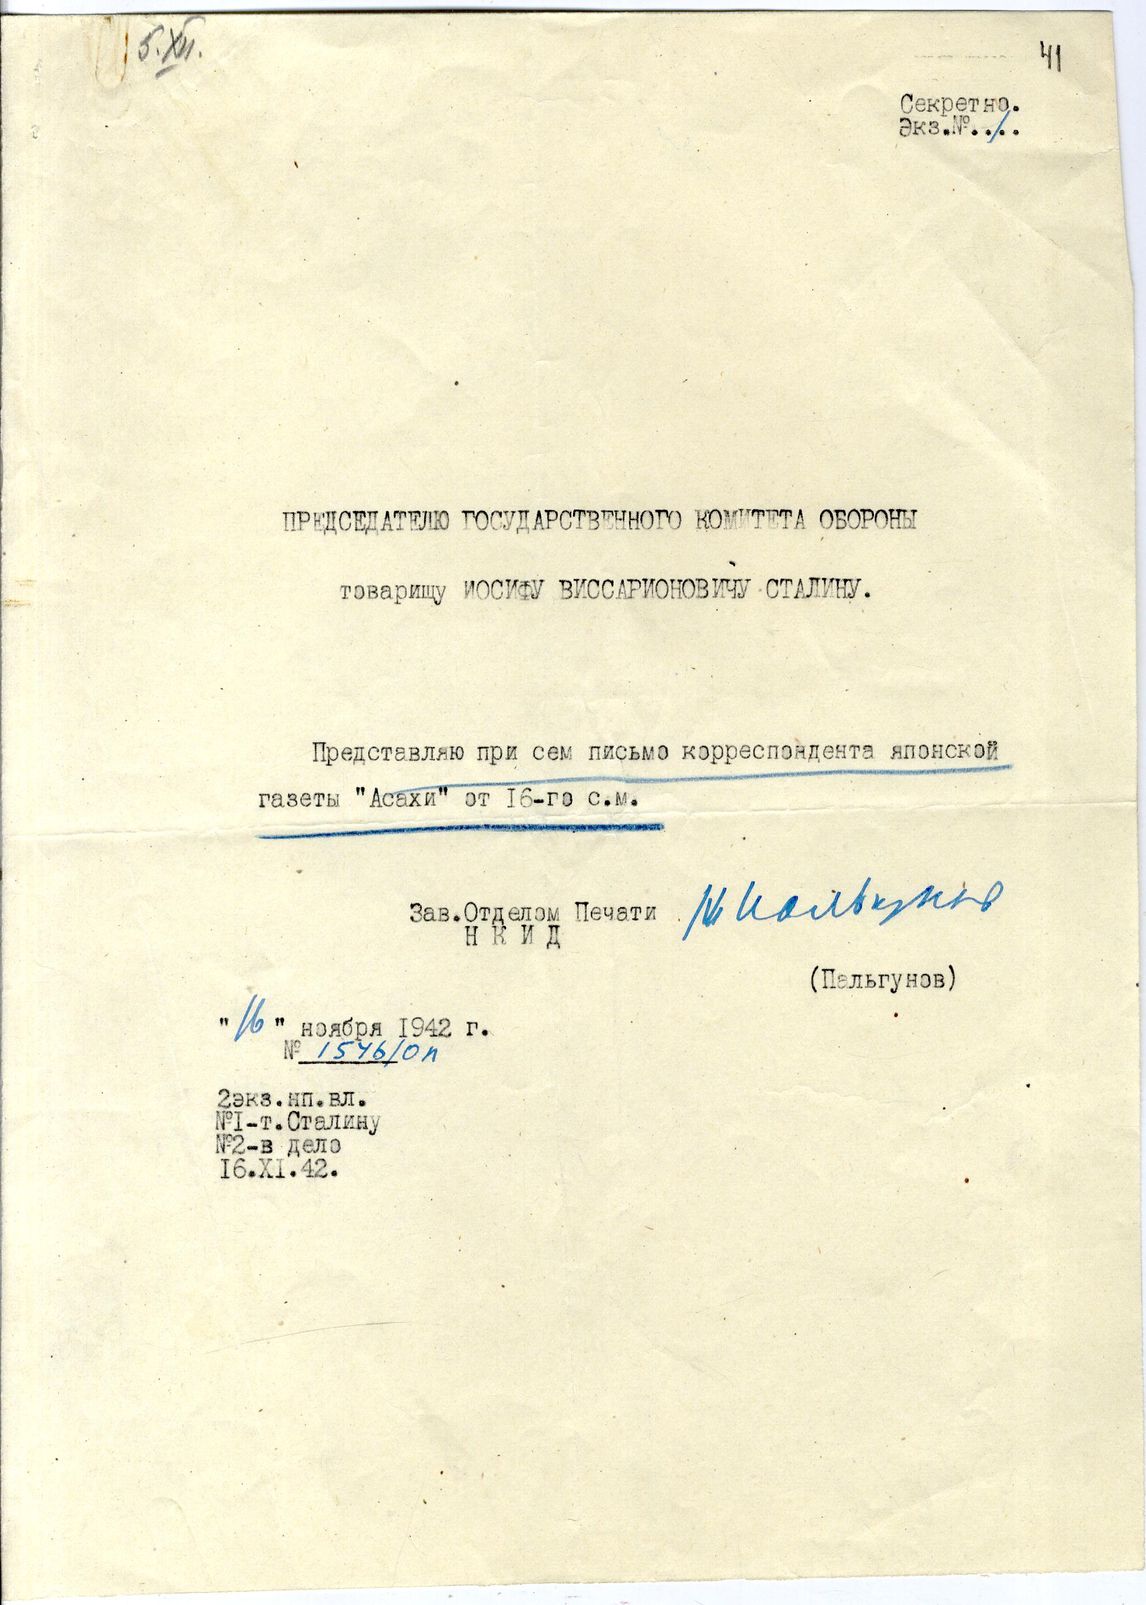 5.XII.
41
Секретно.
Экз.№.1..
ПРЕДСЕДАТЕЛЮ ГОСУДАРСТВЕННОГО КОМИТЕТА ОБОРОНЫ
товарищу ИОСИФУ ВИССАРИОНОВИЧУ СТАЛИНУ.
Представляю при сем письмо корреспондента японской
газеты "Асахи" от 16-го с.м.
Зав.Отделом Печати Н Пальгунов
Н К И Д
(Пальгунов)
"16" ноября 1942 г.
№ 1546/оп
2экз.нп.вл.
№1-т.Сталину
№2-в дело
16.XI.42.